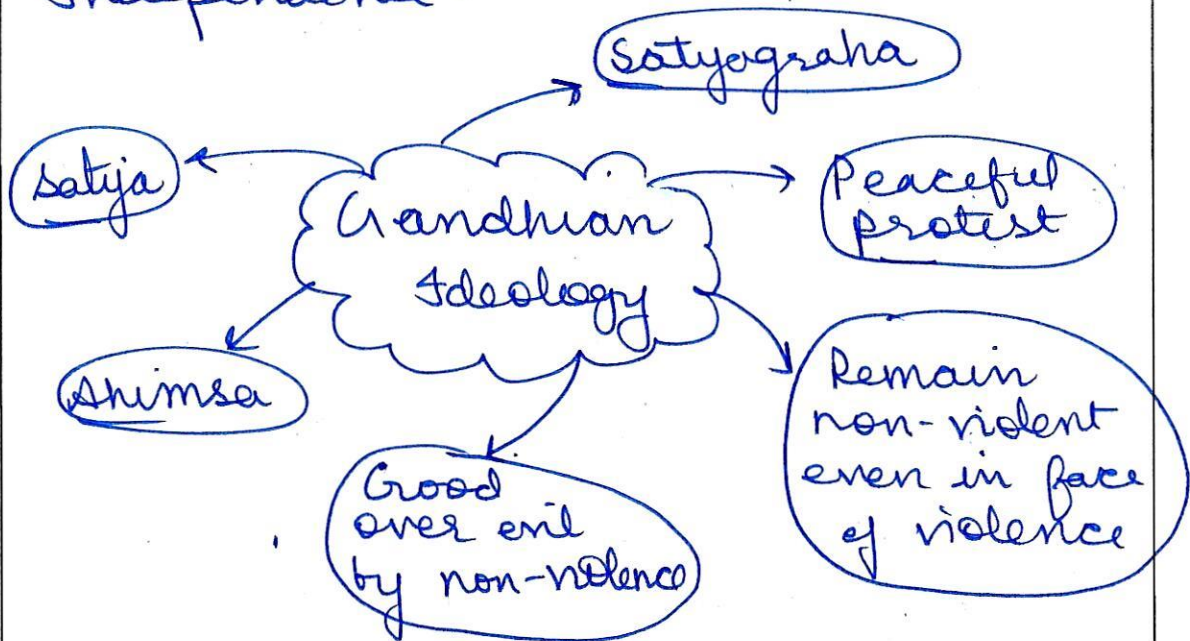 Satyagraha
Satya
Peaceful
protest
Gandhian
Ideology
Ahimsa
Remain
non-violent
even in face
of violence
Good
over evil
by non-violence